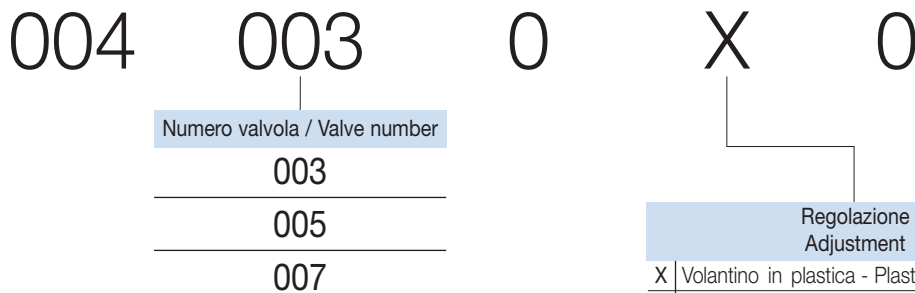 004 003 0 X 0
Numero valvola / Valve number
003
005
007
Regolazione
Adjustment
X Volantino in plastica - Plast